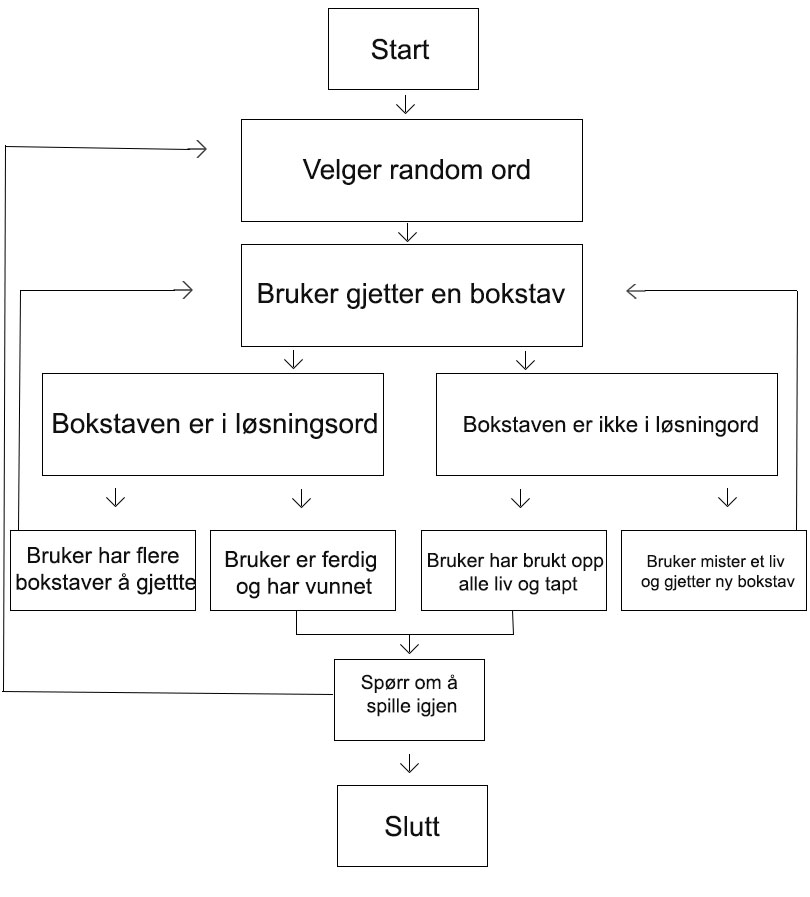 Start
Velger random ord
Bruker gjetter en bokstav
Bokstaven er i løsningsord
Bokstaven er ikke i løsningord
Bruker har flere
bokstaver å gjettte
Bruker er ferdig
og har vunnet
Bruker har brukt opp
alle liv og tapt
Bruker mister et liv
og gjetter ny bokstav
Spørr om å
spille igjen
Slutt